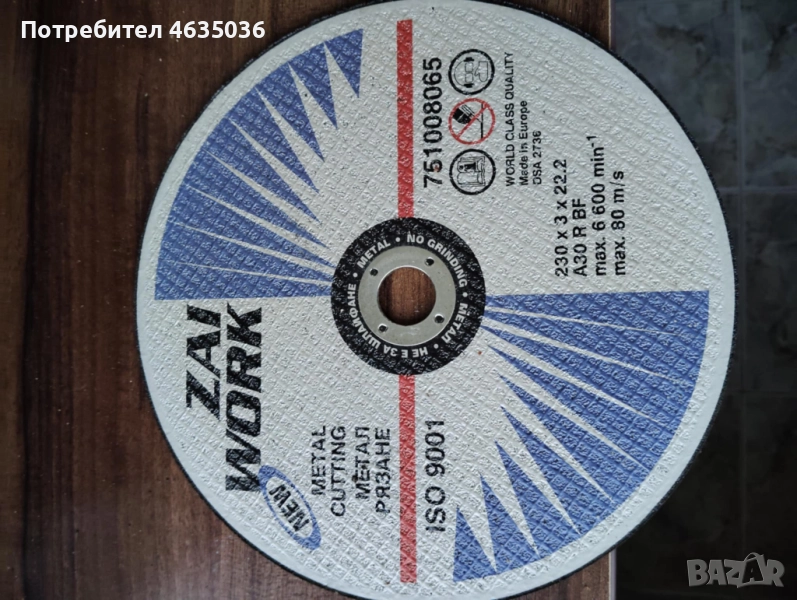 Потребител 4635036
ZAI
WORK
NEW
METAL
CUTTING
МЕТАЛ
РЯЗАНЕ
ISO 9001
751008065
WORLD CLASS QUALITY
Made in Europe
DSA 2736
230 x 3 x 22.2
A30 R BF
max. 6 600 min⁻¹
max. 80 m/s
METAL • NO GRINDING • МЕТАЛ • НЕ Е ЗА ШЛАЙФАНЕ •
BAZAR